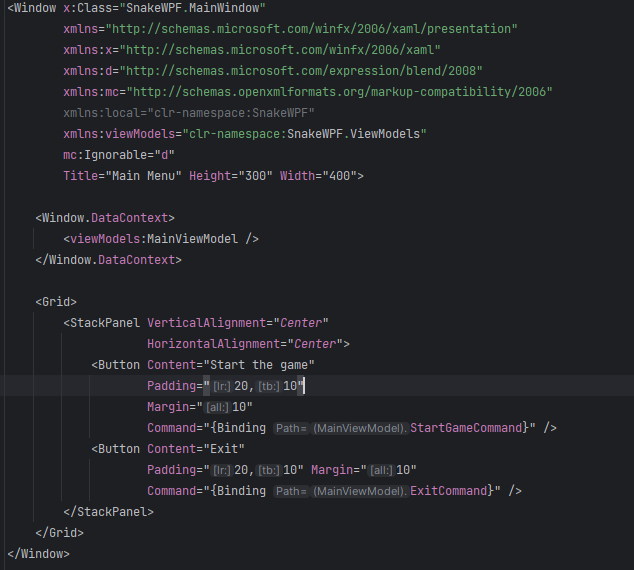 <Window x:Class="SnakeWPF.MainWindow"
xmlns="http://schemas.microsoft.com/winfx/2006/xaml/presentation"
xmlns:x="http://schemas.microsoft.com/winfx/2006/xaml"
xmlns:d="http://schemas.microsoft.com/expression/blend/2008"
xmlns:mc="http://schemas.openxmlformats.org/markup-compatibility/2006"
xmlns:local="clr-namespace:SnakeWPF"
xmlns:viewModels="clr-namespace:SnakeWPF.ViewModels"
mc:Ignorable="d"
Title="Main Menu" Height="300" Width="400">
<Window.DataContext>
<viewModels:MainViewModel />
</Window.DataContext>
<Grid>
<StackPanel VerticalAlignment="Center"
HorizontalAlignment="Center">
<Button Content="Start the game"
Padding="[lr:]20,[tb:]10"
Margin="[all:]10"
Command="{Binding Path=(MainViewModel).StartGameCommand}" />
<Button Content="Exit"
Padding="[lr:]20,[tb:]10" Margin="[all:]10"
Command="{Binding Path=(MainViewModel).ExitCommand}" />
</StackPanel>
</Grid>
</Window>